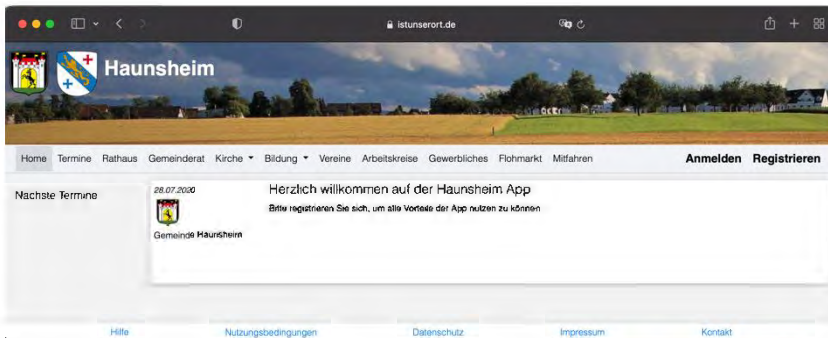 istunserort.de
Haunsheim
Home Termine Rathaus Gemeinderat Kirche Bildung Vereine Arbeitskreise Gewerbliches Flohmarkt Mitfahren Anmelden Registrieren
Nächste Termine
28.07.2020
Herzlich willkommen auf der Haunsheim App
Bitte registrieren Sie sich, um alle Vorteile der App nutzen zu können
Gemeinde Haunsheim
Hilfe Nutzungsbedingungen Datenschutz Impressum Kontakt